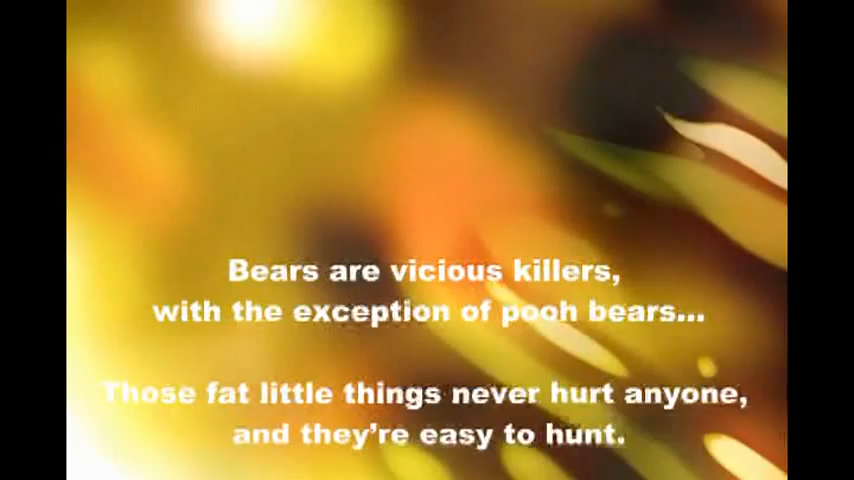 Bears are vicious killers,
with the exception of pooh bears...
Those fat little things never hurt anyone,
and they’re easy to hunt.